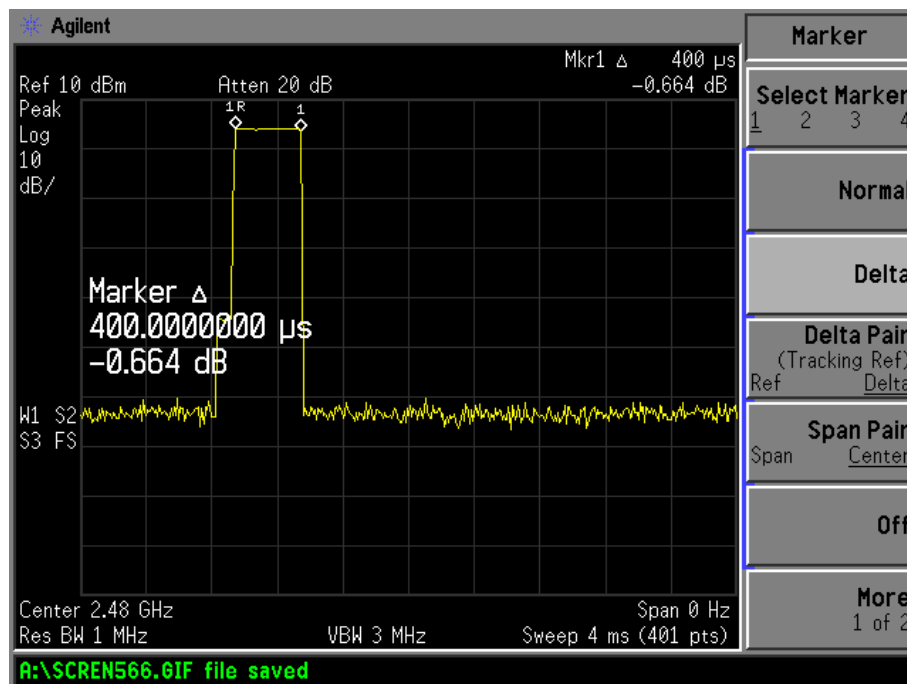 Agilent
Mkr1 Δ 400 μs
Ref 10 dBm Atten 20 dB -0.664 dB
Peak
Log
10
dB/
1R 1
Marker Δ
400.0000000 μs
-0.664 dB
W1 S2
S3 FS
Center 2.48 GHz Span 0 Hz
Res BW 1 MHz VBW 3 MHz Sweep 4 ms (401 pts)
A:\SCREN566.GIF file saved
Marker
Select Marker
1 2 3 4
Normal
Delta
Delta Pair
(Tracking Ref)
Ref Delta
Span Pair
Span Center
Off
More
1 of 2